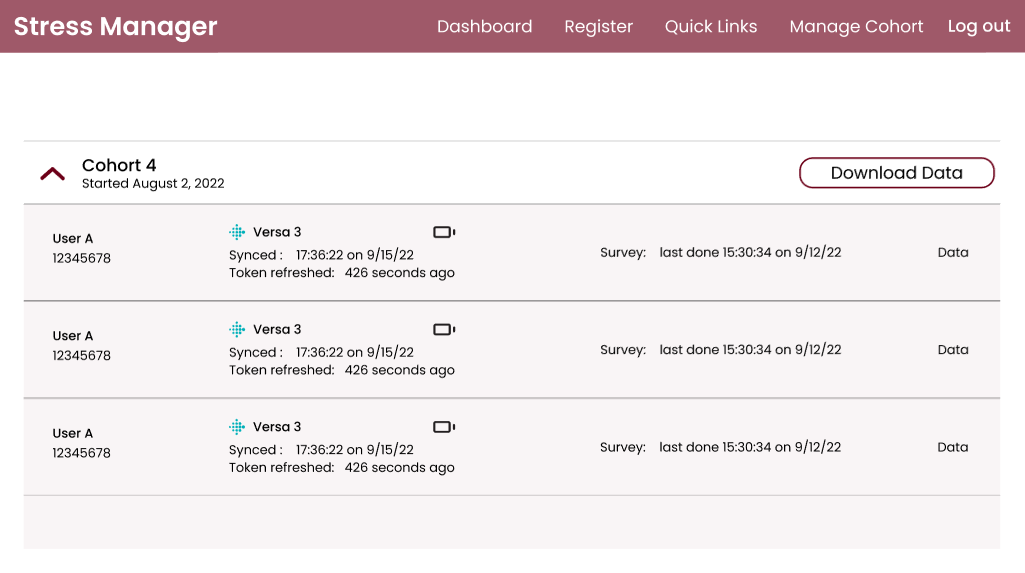 Stress Manager Dashboard Register Quick Links Manage Cohort Log out
Cohort 4
Started August 2, 2022
Download Data
User A
12345678
Versa 3
Synced : 17:36:22 on 9/15/22
Token refreshed: 426 seconds ago
Survey: last done 15:30:34 on 9/12/22
Data
User A
12345678
Versa 3
Synced : 17:36:22 on 9/15/22
Token refreshed: 426 seconds ago
Survey: last done 15:30:34 on 9/12/22
Data
User A
12345678
Versa 3
Synced : 17:36:22 on 9/15/22
Token refreshed: 426 seconds ago
Survey: last done 15:30:34 on 9/12/22
Data